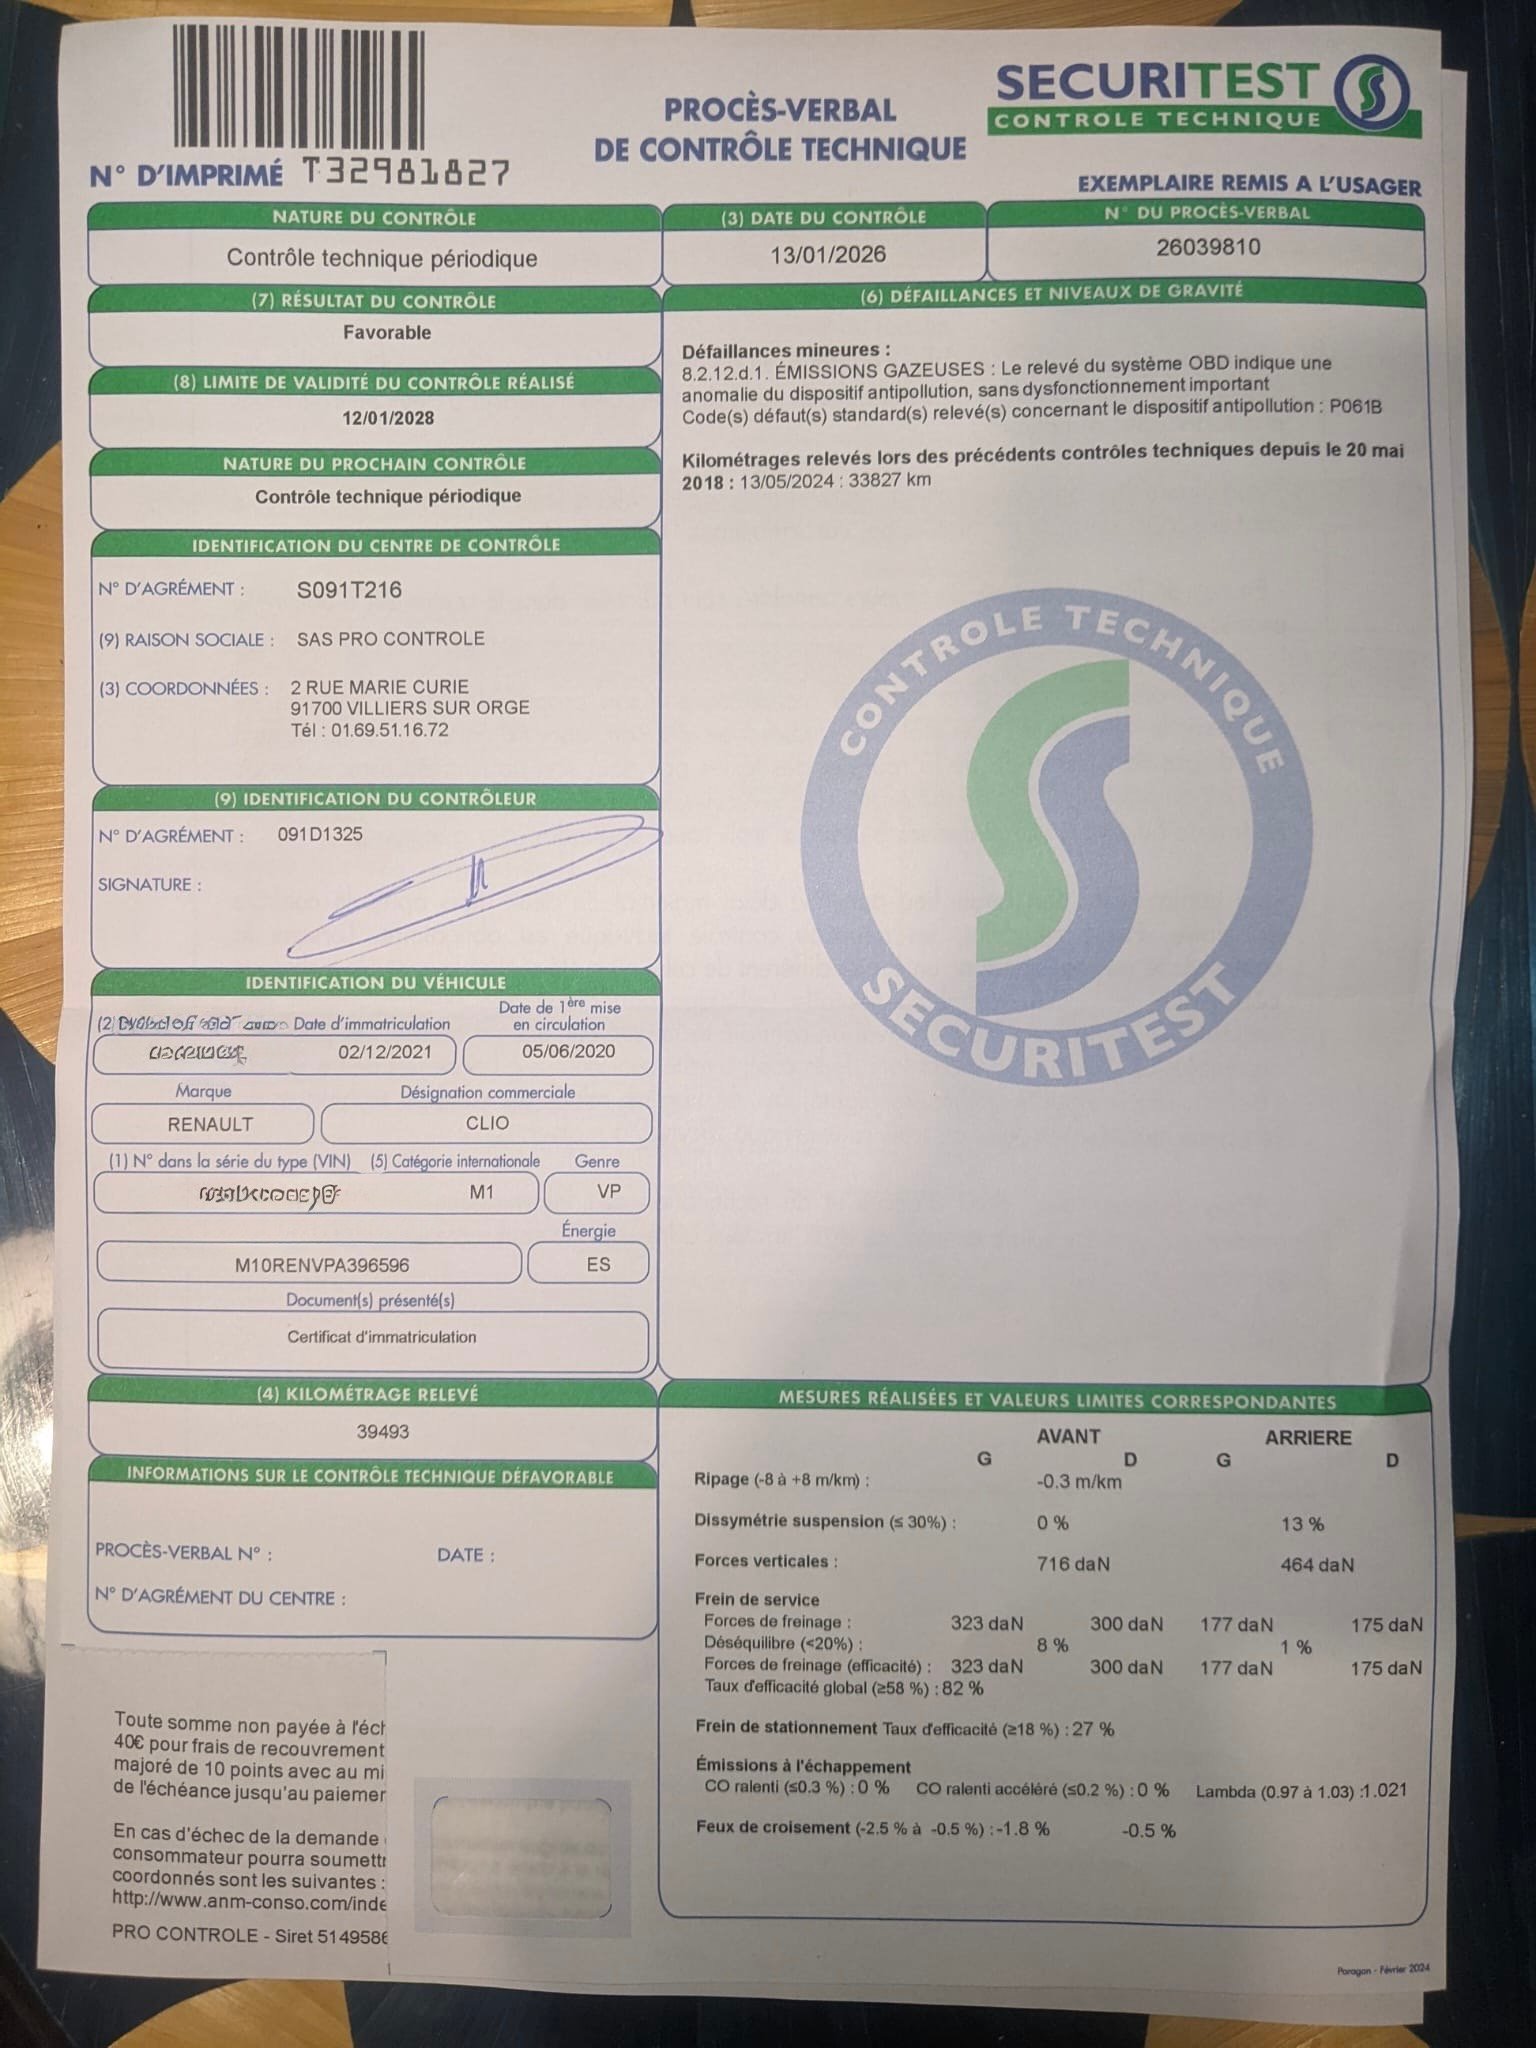 SECURITEST
CONTROLE TECHNIQUE
PROCÈS-VERBAL
DE CONTRÔLE TECHNIQUE
N° D'IMPRIMÉ T32981827
EXEMPLAIRE REMIS A L'USAGER
NATURE DU CONTRÔLE
Contrôle technique périodique
(3) DATE DU CONTRÔLE
13/01/2026
N° DU PROCÈS-VERBAL
26039810
(7) RÉSULTAT DU CONTRÔLE
Favorable
(8) LIMITE DE VALIDITÉ DU CONTRÔLE RÉALISÉ
12/01/2028
NATURE DU PROCHAIN CONTRÔLE
Contrôle technique périodique
IDENTIFICATION DU CENTRE DE CONTRÔLE
N° D'AGRÉMENT : S091T216
(9) RAISON SOCIALE : SAS PRO CONTROLE
(3) COORDONNÉES : 2 RUE MARIE CURIE
91700 VILLIERS SUR ORGE
Tél : 01.69.51.16.72
(9) IDENTIFICATION DU CONTRÔLEUR
N° D'AGRÉMENT : 091D1325
SIGNATURE :
IDENTIFICATION DU VÉHICULE
(2) Date d'immatriculation
02/12/2021
Date de 1ère mise
en circulation
05/06/2020
Marque
RENAULT
Désignation commerciale
CLIO
(1) N° dans la série du type (VIN)
(5) Catégorie internationale
M1
Genre
VP
M10RENVPA396596
Énergie
ES
Document(s) présenté(s)
Certificat d'immatriculation
(4) KILOMÉTRAGE RELEVÉ
39493
INFORMATIONS SUR LE CONTRÔLE TECHNIQUE DÉFAVORABLE
PROCÈS-VERBAL N° : DATE :
N° D'AGRÉMENT DU CENTRE :
(6) DÉFAILLANCES ET NIVEAUX DE GRAVITÉ
Défaillances mineures :
8.2.12.d.1. ÉMISSIONS GAZEUSES : Le relevé du système OBD indique une
anomalie du dispositif antipollution, sans dysfonctionnement important
Code(s) défaut(s) standard(s) relevé(s) concernant le dispositif antipollution : P061B
Kilométrages relevés lors des précédents contrôles techniques depuis le 20 mai
2018 : 13/05/2024 : 33827 km
CONTROLE TECHNIQUE
SECURITEST
MESURES RÉALISÉES ET VALEURS LIMITES CORRESPONDANTES
AVANT ARRIERE
G D G D
Ripage (-8 à +8 m/km) : -0.3 m/km
Dissymétrie suspension (≤ 30%) : 0 % 13 %
Forces verticales : 716 daN 464 daN
Frein de service
Forces de freinage : 323 daN 300 daN 177 daN 175 daN
Déséquilibre (<20%) : 8 % 1 %
Forces de freinage (efficacité) : 323 daN 300 daN 177 daN 175 daN
Taux d'efficacité global (≥58 %) : 82 %
Frein de stationnement Taux d'efficacité (≥18 %) : 27 %
Émissions à l'échappement
CO ralenti (≤0.3 %) : 0 % CO ralenti accéléré (≤0.2 %) : 0 % Lambda (0.97 à 1.03) :1.021
Feux de croisement (-2.5 % à -0.5 %) : -1.8 % -0.5 %
Toute somme non payée à l'éch
40€ pour frais de recouvrement
majoré de 10 points avec au mi
de l'échéance jusqu'au paiemer
En cas d'échec de la demande
consommateur pourra soumettr
coordonnés sont les suivantes :
http://www.anm-conso.com/inde
PRO CONTROLE - Siret 5149586
Paragon - Février 2024